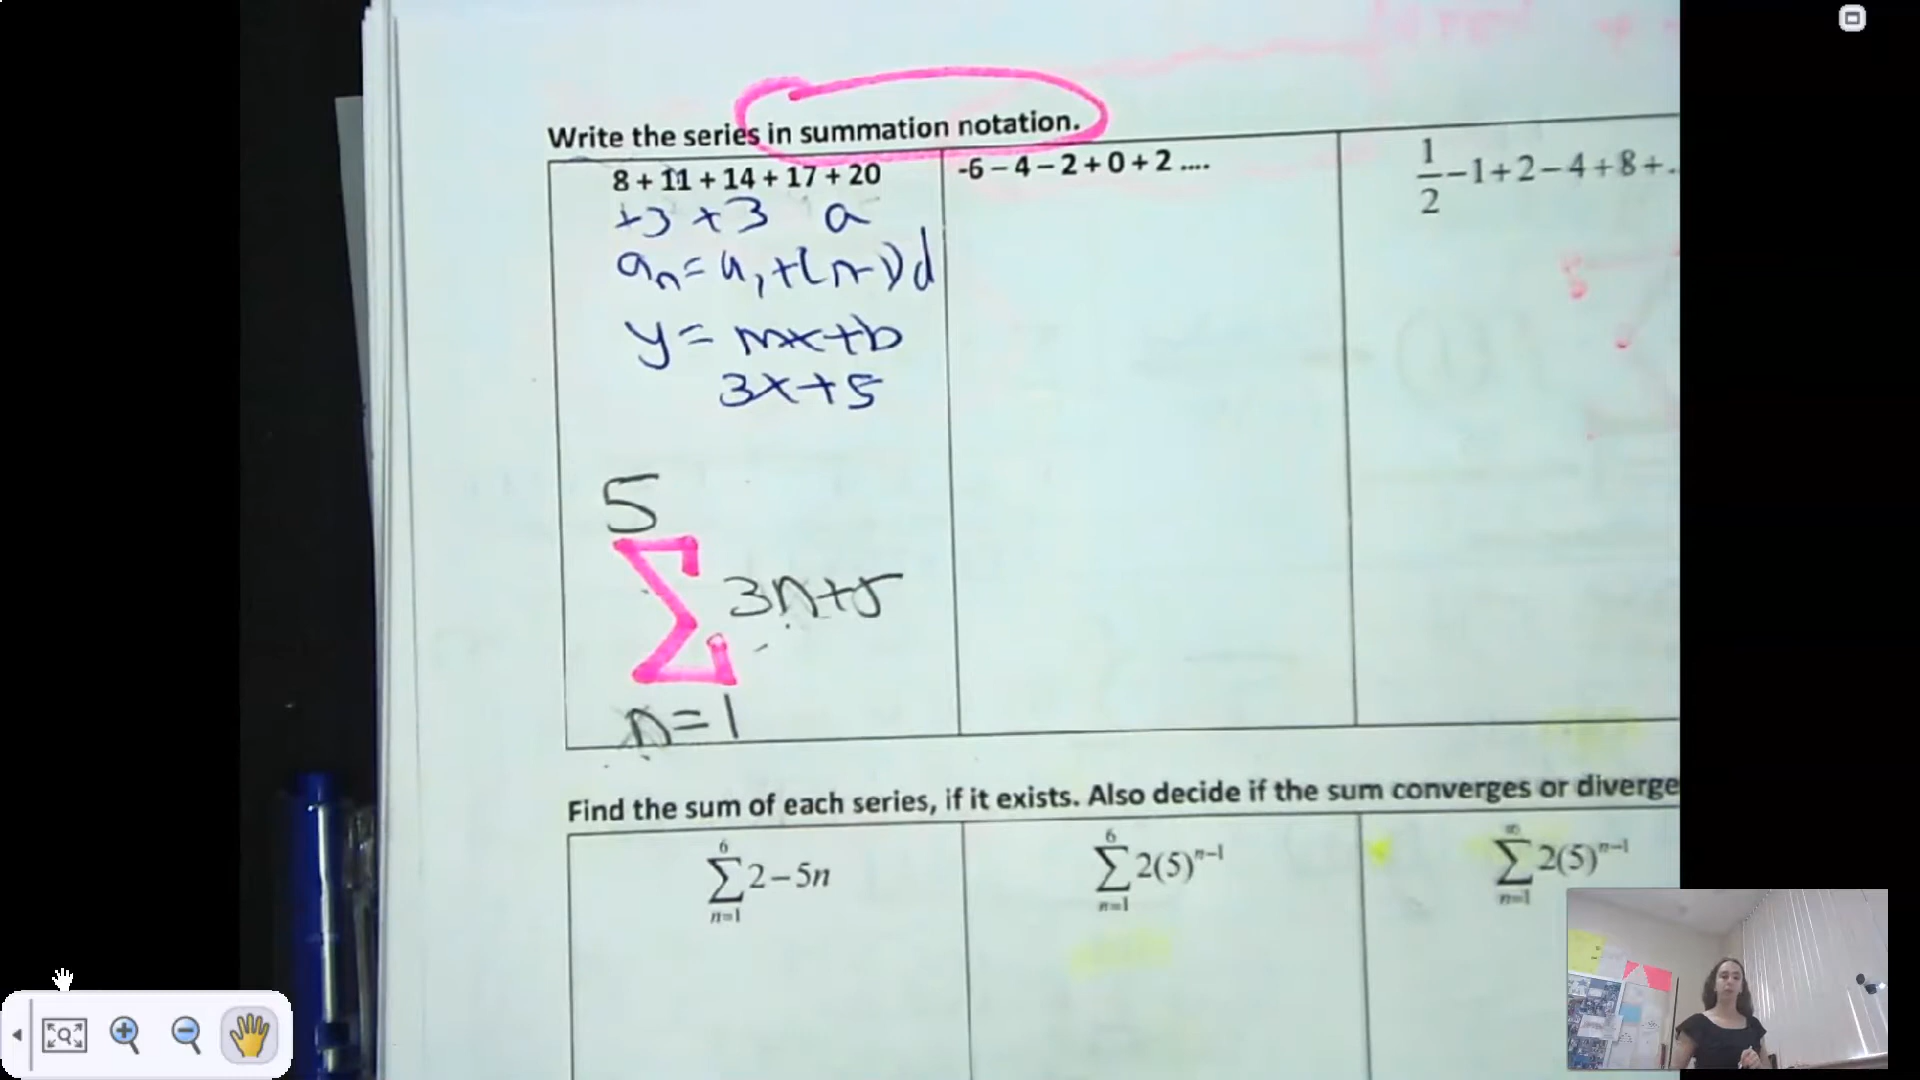 Write the series in summation notation.
8 + 11 + 14 + 17 + 20
+3 +3 a
aₙ = a₁ + (n-1)d
y = mx+b
3x+5
5
∑ 3n+5
n=1
-6 – 4 – 2 + 0 + 2 ....
1/2 – 1 + 2 – 4 + 8 + .
Find the sum of each series, if it exists. Also decide if the sum converges or diverge
6
∑ 2 – 5n
n=1
6
∑ 2(5)ⁿ⁻¹
n=1
∞
∑ 2(5)ⁿ⁻¹
n=1